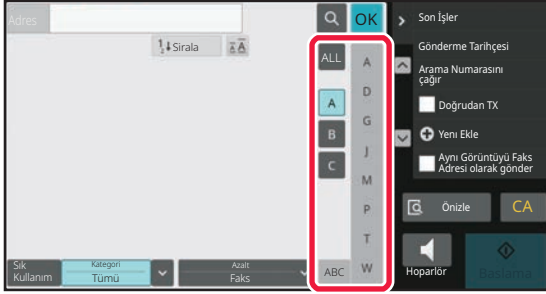 Adres
OK
Sırala
ALL
A
B
C
ABC
A
D
G
J
M
P
T
W
Sık
Kullanım
Kategori
Tümü
Azalt
Faks
Son İşler
Gönderme Tarihçesi
Arama Numarasını
çağır
Doğrudan TX
Yeni Ekle
Aynı Görüntüyü Faks
Adresi olarak gönder
Önizle
CA
Hoparlör
Başlama